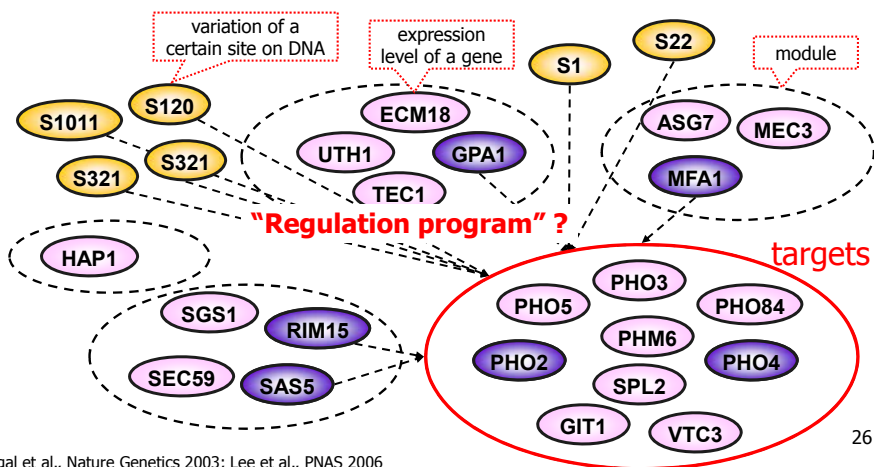 variation of a
certain site on DNA
expression
level of a gene
S1
S22
module
S1011
S120
ECM18
ASG7
MEC3
UTH1
GPA1
S321
S321
MFA1
TEC1
"Regulation program" ?
targets
HAP1
PHO3
SGS1
PHO5
PHO84
RIM15
PHM6
PHO2
PHO4
SEC59
SAS5
SPL2
GIT1
VTC3
26
et al., Nature Genetics 2003; Lee et al., PNAS 2006